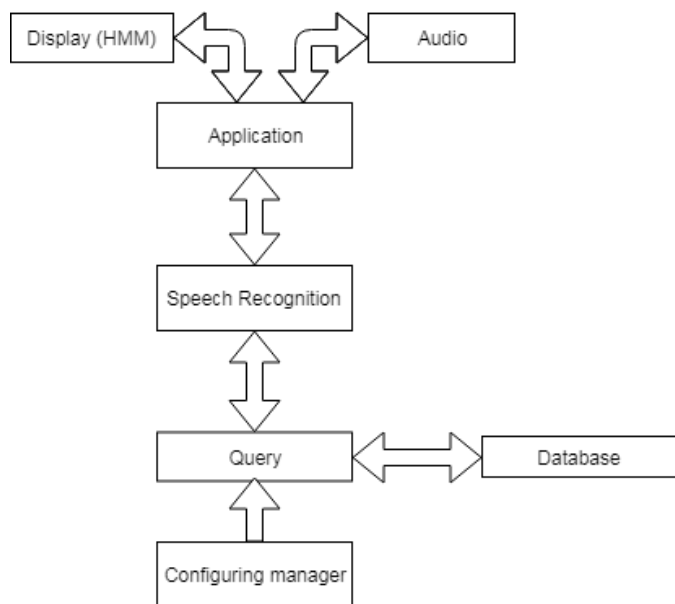 Display (HMM)
Audio
Application
Speech Recognition
Query
Database
Configuring manager